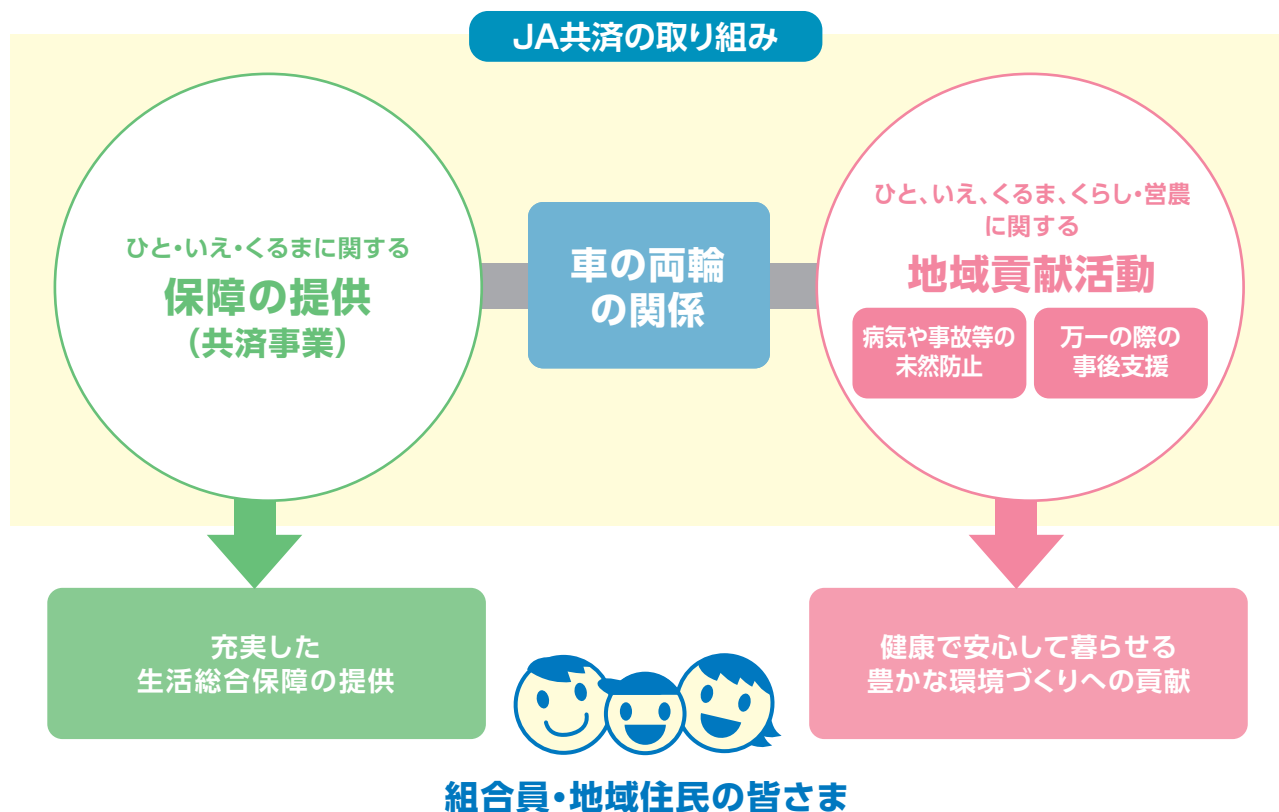 JA共済の取り組み
ひと・いえ・くるまに関する
保障の提供
(共済事業)
車の両輪
の関係
ひと、いえ、くるま、くらし・営農
に関する
地域貢献活動
病気や事故等の
未然防止
万一の際の
事後支援
充実した
生活総合保障の提供
健康で安心して暮らせる
豊かな環境づくりへの貢献
組合員・地域住民の皆さま